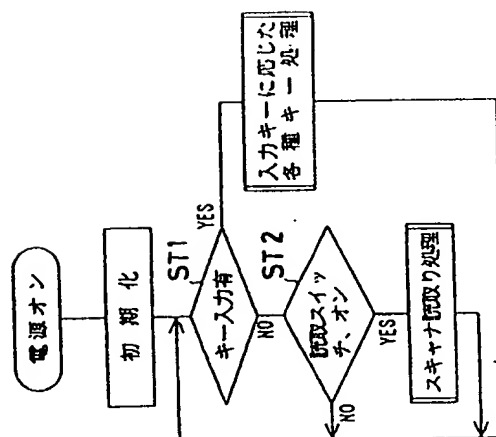 電源オン
初期化
ST1
キー入力有
YES
入力キーに応じた
各種キー処理
NO
ST2
読取スイッ
チ、オン
NO
YES
スキャナ読取り処理